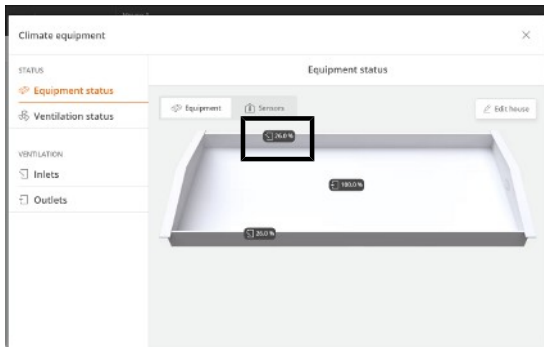 Climate equipment
STATUS
Equipment status
Ventilation status
VENTILATION
Inlets
Outlets
Equipment status
Equipment
Sensors
Edit house
26.0 %
100.0 %
26.0 %